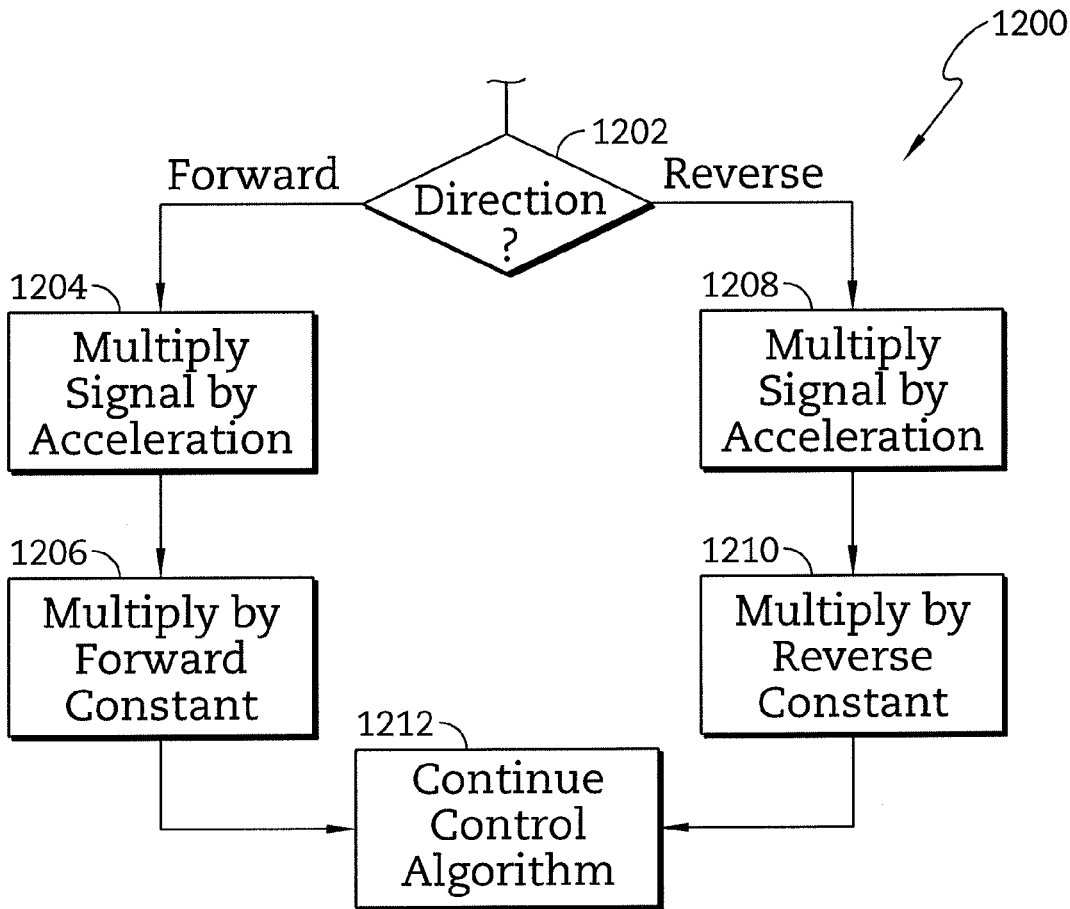 1200
1202
Forward
Reverse
Direction
?
1204
Multiply
Signal by
Acceleration
1208
Multiply
Signal by
Acceleration
1206
Multiply by
Forward
Constant
1210
Multiply by
Reverse
Constant
1212
Continue
Control
Algorithm